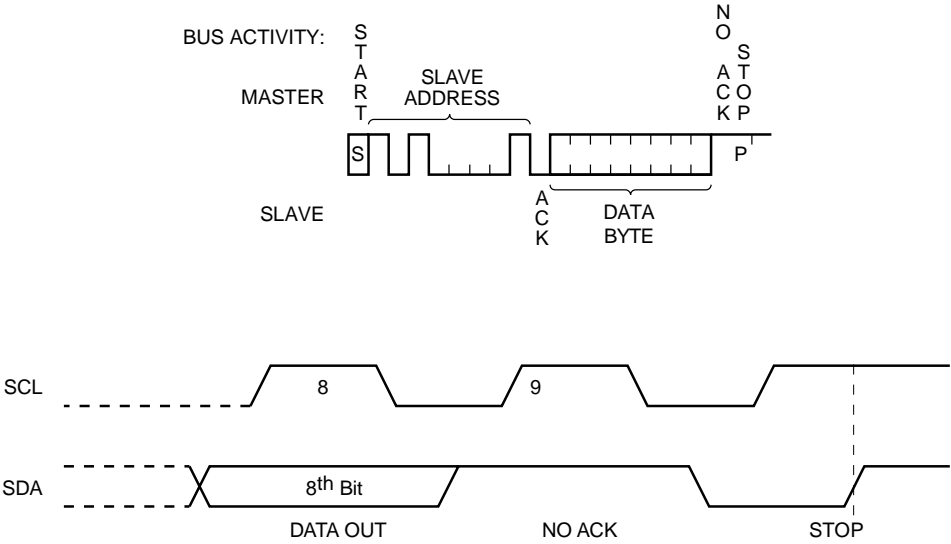 BUS ACTIVITY:
MASTER
START
SLAVE
ADDRESS
NO ACK
STOP
S
P
SLAVE
ACK
DATA
BYTE
SCL
8
9
SDA
8th Bit
DATA OUT
NO ACK
STOP